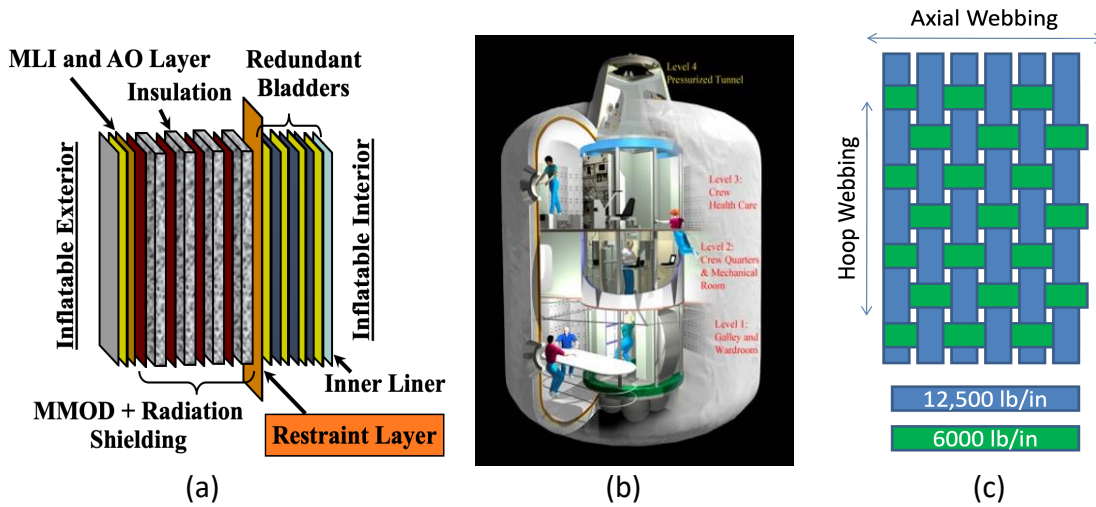 MLI and AO Layer
Redundant
Bladders
Insulation
Inflatable Exterior
Inflatable Interior
Inner Liner
MMOD + Radiation
Shielding
Restraint Layer
(a)
Level 4
Pressurized Tunnel
Level 3:
Crew
Health Care
Level 2:
Crew Quarters
& Mechanical
Room
Level 1:
Galley and
Wardroom
(b)
Axial Webbing
Hoop Webbing
12,500 lb/in
6000 lb/in
(c)